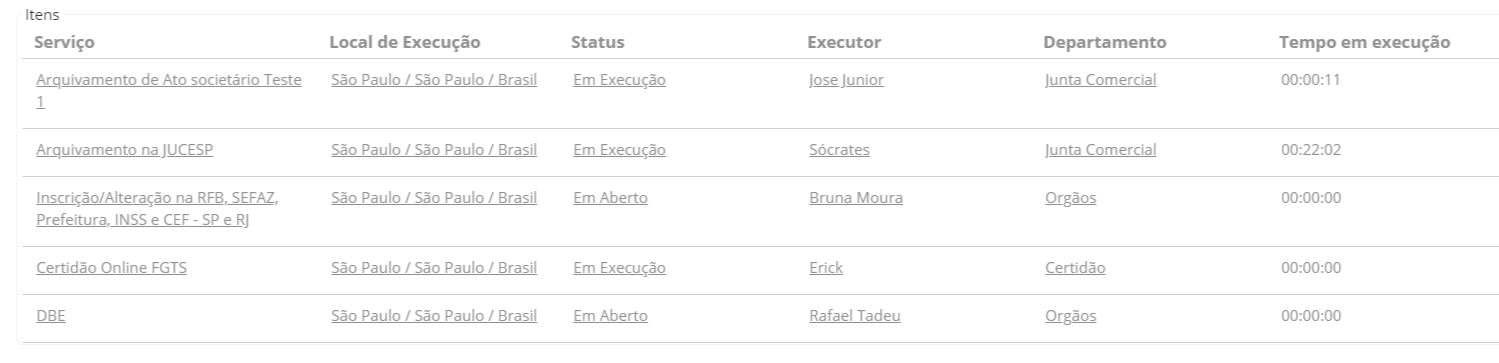 Itens
Serviço Local de Execução Status Executor Departamento Tempo em execução
Arquivamento de Ato societário Teste São Paulo / São Paulo / Brasil Em Execução Jose Junior Junta Comercial 00:00:11
1
Arquivamento na JUCESP São Paulo / São Paulo / Brasil Em Execução Sócrates Junta Comercial 00:22:02
Inscrição/Alteração na RFB, SEFAZ, São Paulo / São Paulo / Brasil Em Aberto Bruna Moura Orgãos 00:00:00
Prefeitura, INSS e CEF - SP e RJ
Certidão Online FGTS São Paulo / São Paulo / Brasil Em Execução Erick Certidão 00:00:00
DBE São Paulo / São Paulo / Brasil Em Aberto Rafael Tadeu Orgãos 00:00:00